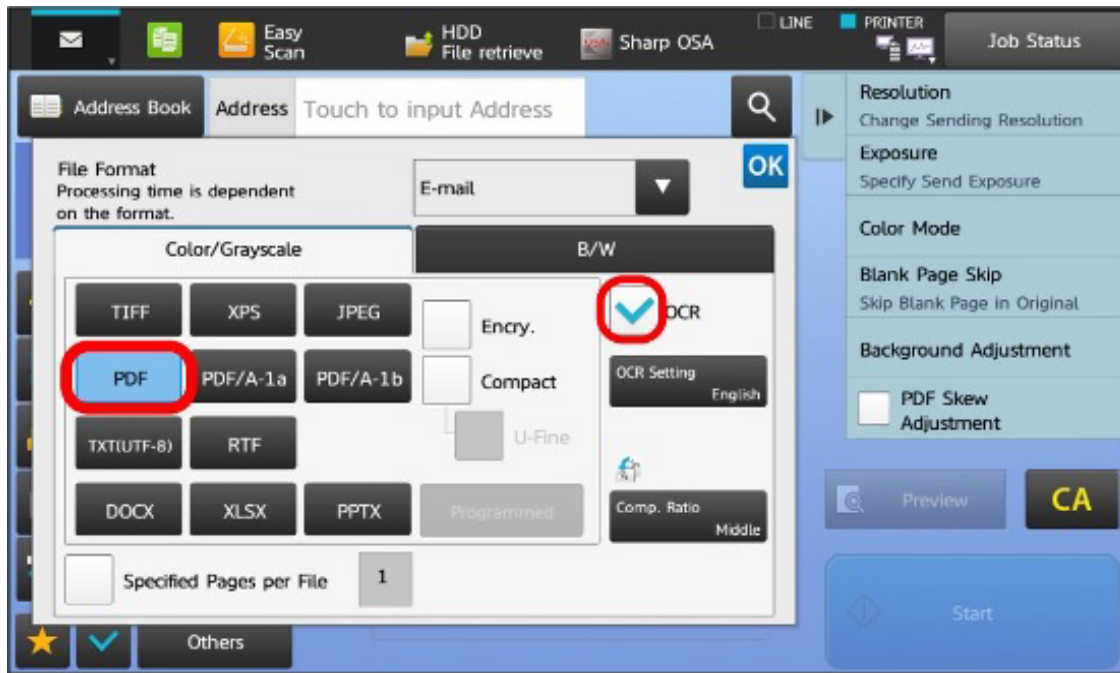 Easy
Scan
HDD
File retrieve
Sharp OSA
LINE
PRINTER
Job Status
Address Book
Address
Touch to input Address
File Format
Processing time is dependent
on the format.
E-mail
OK
Color/Grayscale
B/W
TIFF
XPS
JPEG
Encry.
OCR
PDF
PDF/A-1a
PDF/A-1b
Compact
OCR Setting
English
TXT(UTF-8)
RTF
U-Fine
DOCX
XLSX
PPTX
Programmed
Comp. Ratio
Middle
Specified Pages per File
1
Others
Resolution
Change Sending Resolution
Exposure
Specify Send Exposure
Color Mode
Blank Page Skip
Skip Blank Page in Original
Background Adjustment
PDF Skew
Adjustment
Preview
CA
Start